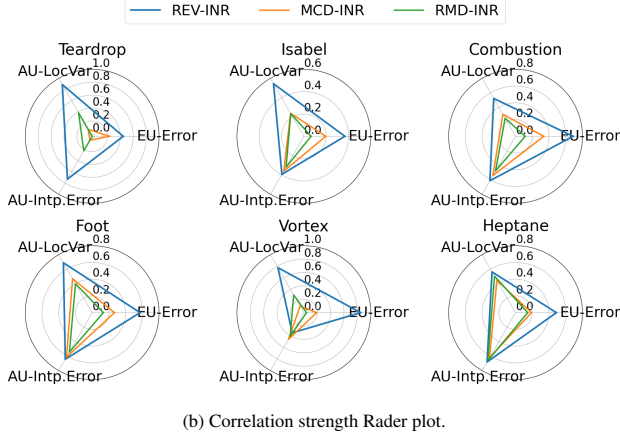 REV-INR MCD-INR RMD-INR
Teardrop Isabel Combustion
AU-LocVar 1.0 0.8 0.6 0.4 0.2 0.0 EU-Error AU-Intp.Error
AU-LocVar 0.6 0.4 0.2 0.0 EU-Error AU-Intp.Error
AU-LocVar 0.8 0.6 0.4 0.2 0.0 EU-Error AU-Intp.Error
Foot Vortex Heptane
AU-LocVar 0.8 0.6 0.4 0.2 0.0 EU-Error AU-Intp.Error
AU-LocVar 1.0 0.8 0.6 0.4 0.2 0.0 EU-Error AU-Intp.Error
AU-LocVar 0.8 0.6 0.4 0.2 0.0 EU-Error AU-Intp.Error
(b) Correlation strength Rader plot.